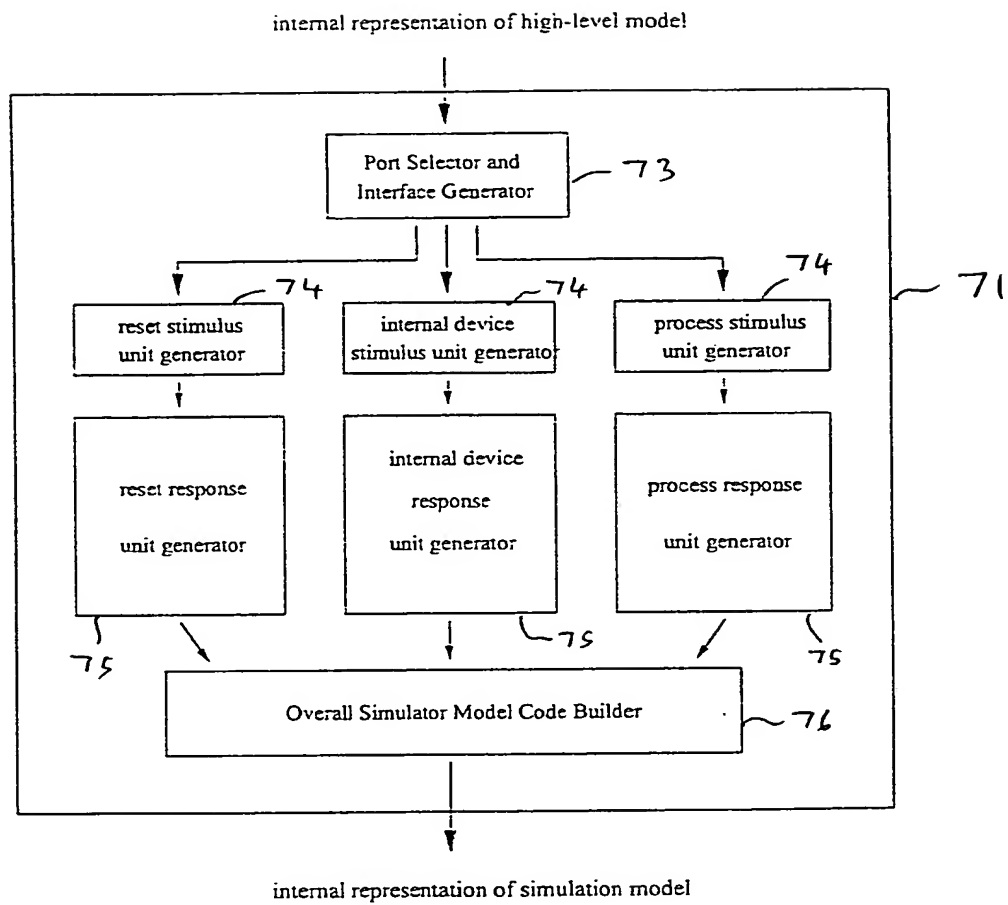 internal representation of high-level model
Port Selector and
Interface Generator
73
74
74
74
71
reset stimulus
unit generator
internal device
stimulus unit generator
process stimulus
unit generator
reset response
unit generator
internal device
response
unit generator
process response
unit generator
75
75
75
Overall Simulator Model Code Builder
76
internal representation of simulation model